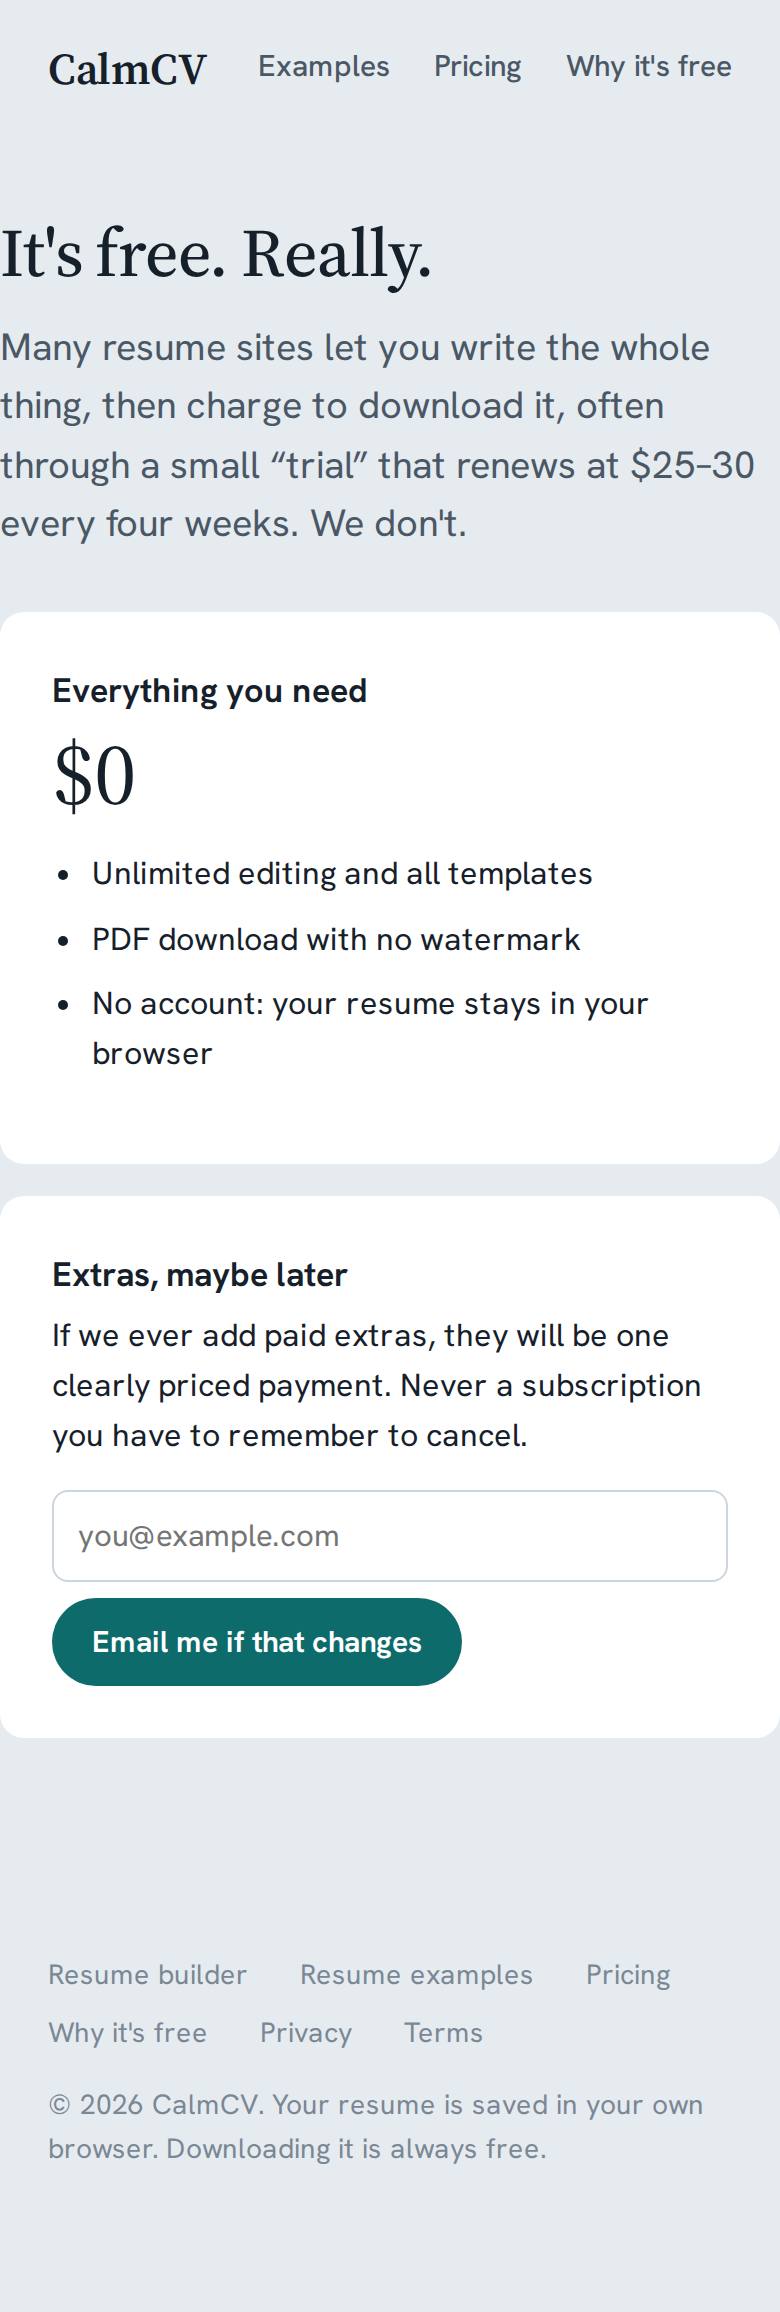 CalmCV Examples Pricing Why it's free
It's free. Really.
Many resume sites let you write the whole
thing, then charge to download it, often
through a small “trial” that renews at $25–30
every four weeks. We don't.
Everything you need
$0
• Unlimited editing and all templates
• PDF download with no watermark
• No account: your resume stays in your
browser
Extras, maybe later
If we ever add paid extras, they will be one
clearly priced payment. Never a subscription
you have to remember to cancel.
you@example.com
Email me if that changes
Resume builder Resume examples Pricing
Why it's free Privacy Terms
© 2026 CalmCV. Your resume is saved in your own
browser. Downloading it is always free.